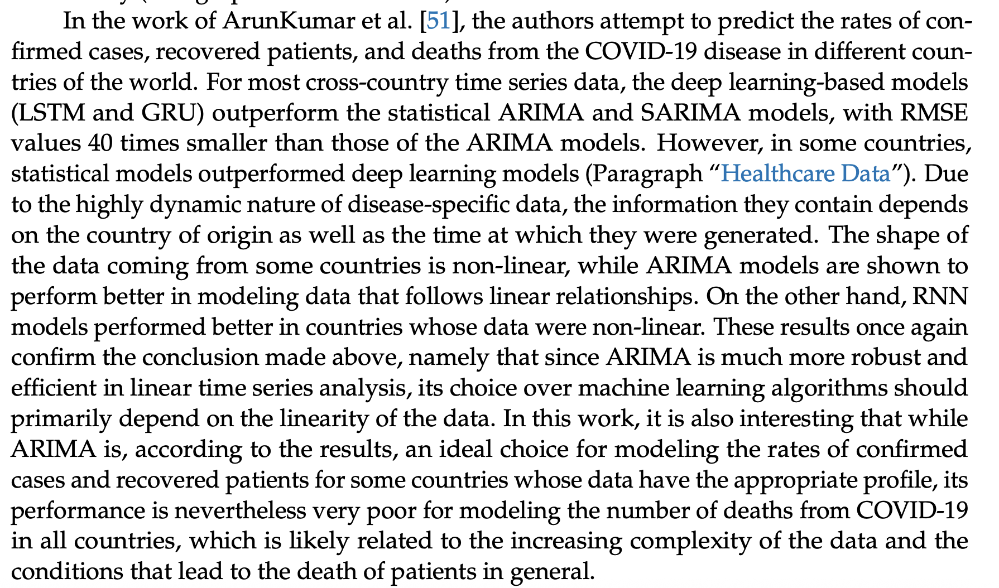 In the work of ArunKumar et al. [51], the authors attempt to predict the rates of con-
firmed cases, recovered patients, and deaths from the COVID-19 disease in different coun-
tries of the world. For most cross-country time series data, the deep learning-based models
(LSTM and GRU) outperform the statistical ARIMA and SARIMA models, with RMSE
values 40 times smaller than those of the ARIMA models. However, in some countries,
statistical models outperformed deep learning models (Paragraph “Healthcare Data”). Due
to the highly dynamic nature of disease-specific data, the information they contain depends
on the country of origin as well as the time at which they were generated. The shape of
the data coming from some countries is non-linear, while ARIMA models are shown to
perform better in modeling data that follows linear relationships. On the other hand, RNN
models performed better in countries whose data were non-linear. These results once again
confirm the conclusion made above, namely that since ARIMA is much more robust and
efficient in linear time series analysis, its choice over machine learning algorithms should
primarily depend on the linearity of the data. In this work, it is also interesting that while
ARIMA is, according to the results, an ideal choice for modeling the rates of confirmed
cases and recovered patients for some countries whose data have the appropriate profile, its
performance is nevertheless very poor for modeling the number of deaths from COVID-19
in all countries, which is likely related to the increasing complexity of the data and the
conditions that lead to the death of patients in general.